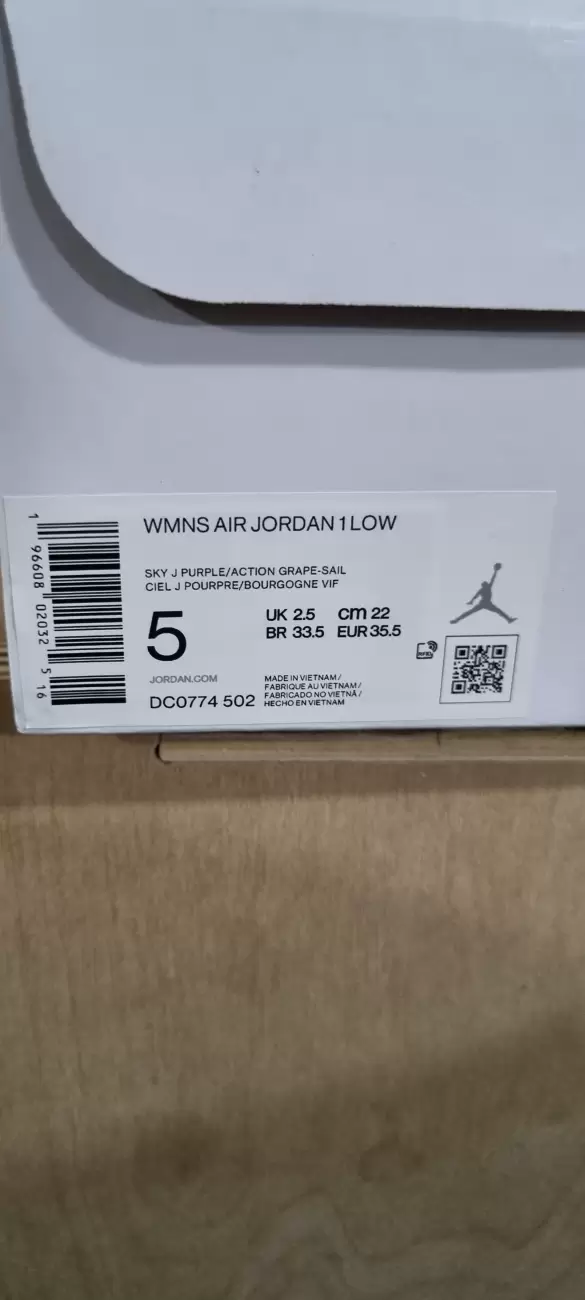 WMNS AIR JORDAN 1 LOW
SKY J PURPLE/ACTION GRAPE-SAIL
CIEL J POURPRE/BOURGOGNE VIF
5
UK 2.5 cm 22
BR 33.5 EUR 35.5
JORDAN.COM
DC0774 502
MADE IN VIETNAM/
FABRIQUE AU VIETNAM/
FABRICADO NO VIETNÃ/
HECHO EN VIETNAM
1 96608 02032 5 16